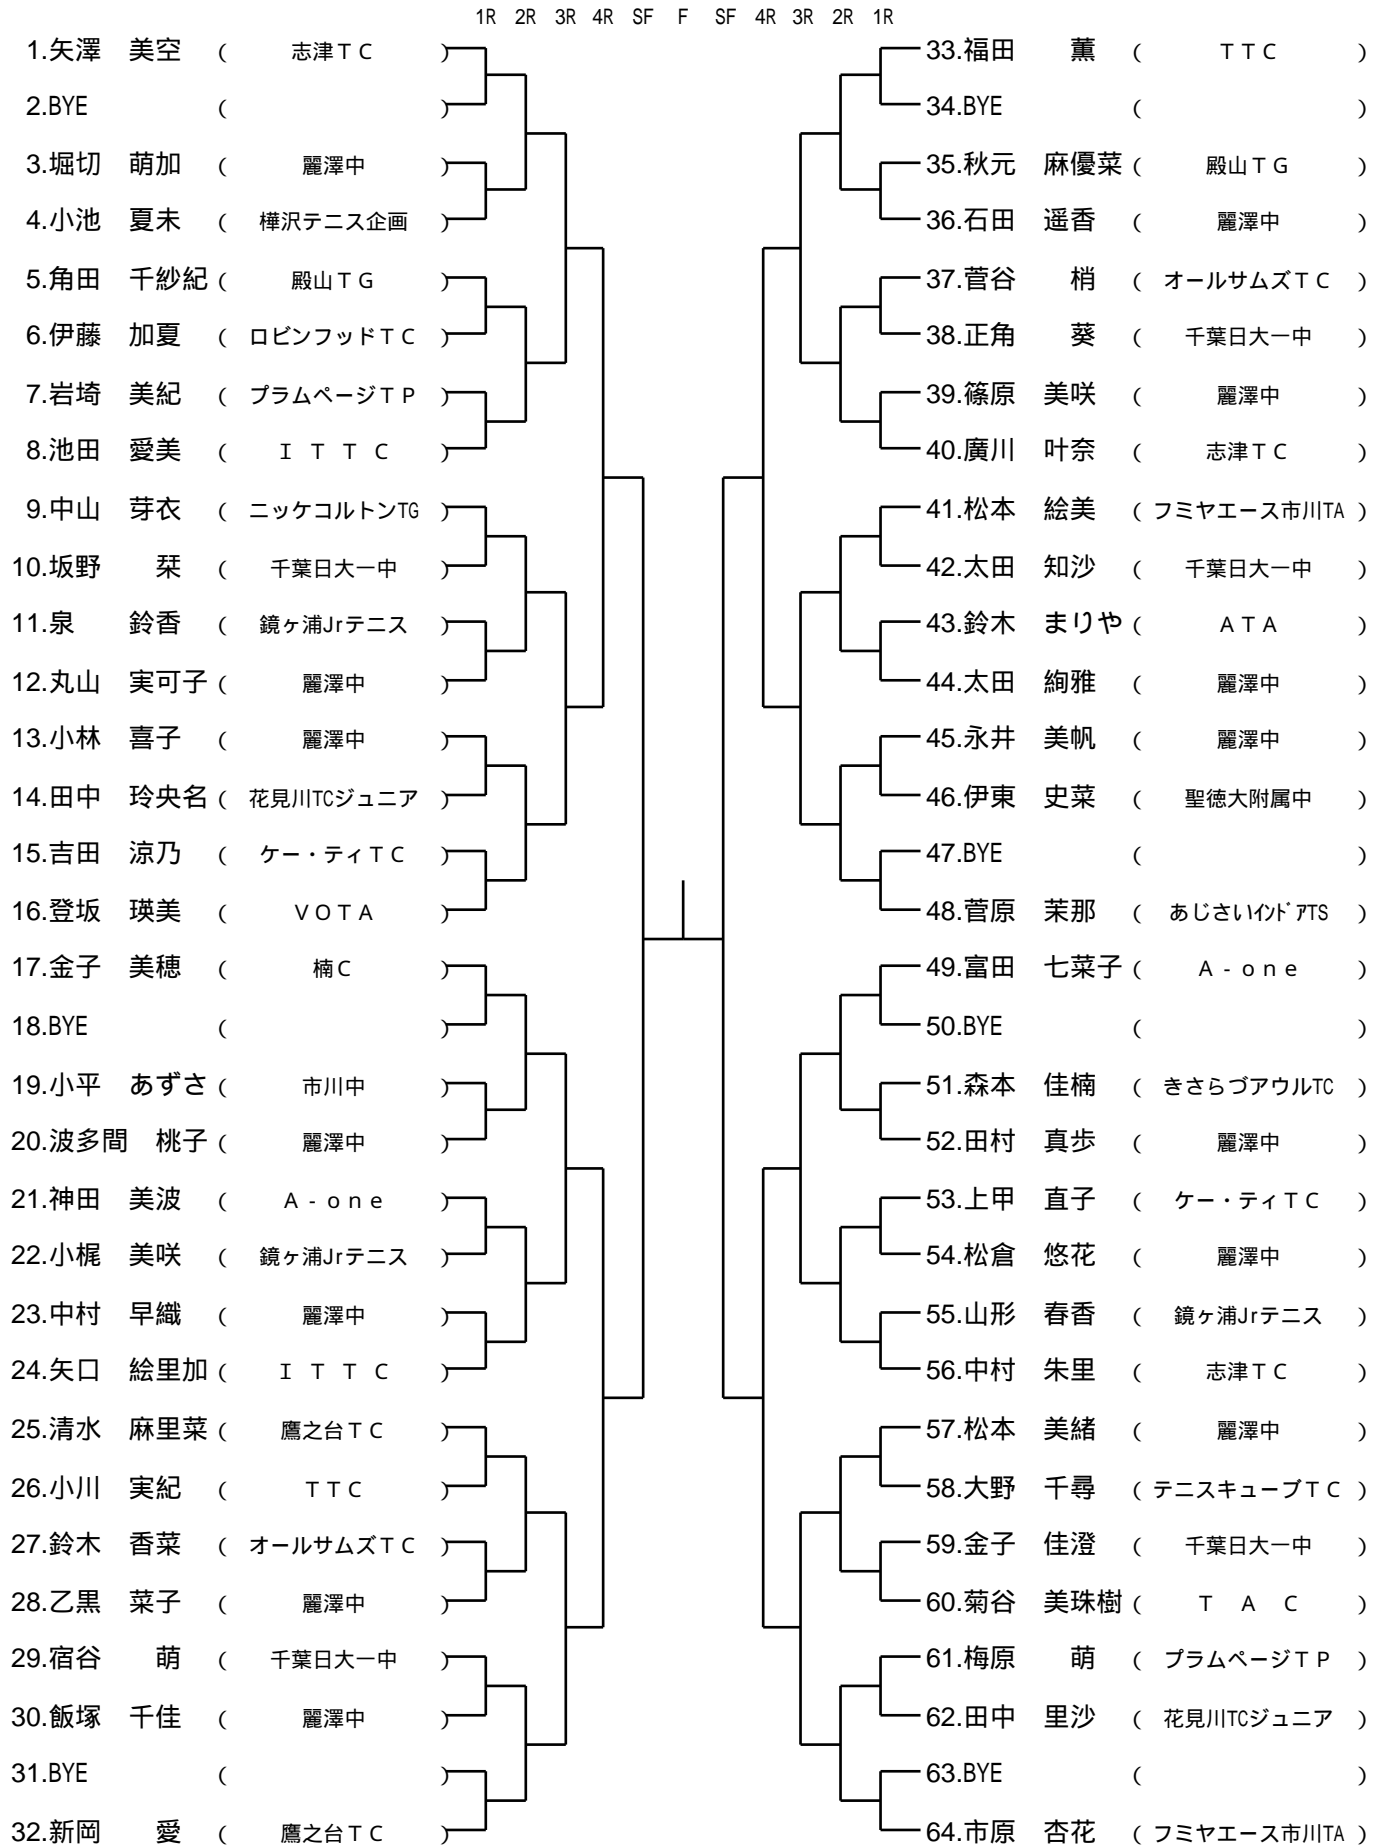 1R 2R 3R 4R SF F SF 4R 3R 2R 1R
1.矢澤　美空 ( 志津ＴＣ )
2.BYE ( )
3.堀切　萌加 ( 麗澤中 )
4.小池　夏未 ( 樺沢テニス企画 )
5.角田　千紗紀 ( 殿山ＴＧ )
6.伊藤　加夏 ( ロビンフッドＴＣ )
7.岩埼　美紀 ( プラムページＴＰ )
8.池田　愛美 ( Ｉ Ｔ Ｔ Ｃ )
9.中山　芽衣 ( ニッケコルトンTG )
10.坂野　栞 ( 千葉日大一中 )
11.泉　鈴香 ( 鏡ヶ浦Jrテニス )
12.丸山　実可子 ( 麗澤中 )
13.小林　喜子 ( 麗澤中 )
14.田中　玲央名 ( 花見川TCジュニア )
15.吉田　涼乃 ( ケー・ティＴＣ )
16.登坂　瑛美 ( ＶＯＴＡ )
17.金子　美穂 ( 楠Ｃ )
18.BYE ( )
19.小平　あずさ ( 市川中 )
20.波多間　桃子 ( 麗澤中 )
21.神田　美波 ( Ａ-ｏｎｅ )
22.小梶　美咲 ( 鏡ヶ浦Jrテニス )
23.中村　早織 ( 麗澤中 )
24.矢口　絵里加 ( Ｉ Ｔ Ｔ Ｃ )
25.清水　麻里菜 ( 鷹之台ＴＣ )
26.小川　実紀 ( ＴＴＣ )
27.鈴木　香菜 ( オールサムズＴＣ )
28.乙黒　菜子 ( 麗澤中 )
29.宿谷　萌 ( 千葉日大一中 )
30.飯塚　千佳 ( 麗澤中 )
31.BYE ( )
32.新岡　愛 ( 鷹之台ＴＣ )
33.福田　薫 ( ＴＴＣ )
34.BYE ( )
35.秋元　麻優菜 ( 殿山ＴＧ )
36.石田　遥香 ( 麗澤中 )
37.菅谷　梢 ( オールサムズＴＣ )
38.正角　葵 ( 千葉日大一中 )
39.篠原　美咲 ( 麗澤中 )
40.廣川　叶奈 ( 志津ＴＣ )
41.松本　絵美 ( フミヤエース市川TA )
42.太田　知沙 ( 千葉日大一中 )
43.鈴木　まりや ( ＡＴＡ )
44.太田　絢雅 ( 麗澤中 )
45.永井　美帆 ( 麗澤中 )
46.伊東　史菜 ( 聖徳大附属中 )
47.BYE ( )
48.菅原　茉那 ( あじさいｲﾝﾄﾞｱTS )
49.富田　七菜子 ( Ａ-ｏｎｅ )
50.BYE ( )
51.森本　佳楠 ( きさらづアウルTC )
52.田村　真歩 ( 麗澤中 )
53.上甲　直子 ( ケー・ティＴＣ )
54.松倉　悠花 ( 麗澤中 )
55.山形　春香 ( 鏡ヶ浦Jrテニス )
56.中村　朱里 ( 志津ＴＣ )
57.松本　美緒 ( 麗澤中 )
58.大野　千尋 ( テニスキューブＴＣ )
59.金子　佳澄 ( 千葉日大一中 )
60.菊谷　美珠樹 ( Ｔ Ａ Ｃ )
61.梅原　萌 ( プラムページＴＰ )
62.田中　里沙 ( 花見川TCジュニア )
63.BYE ( )
64.市原　杏花 ( フミヤエース市川TA )